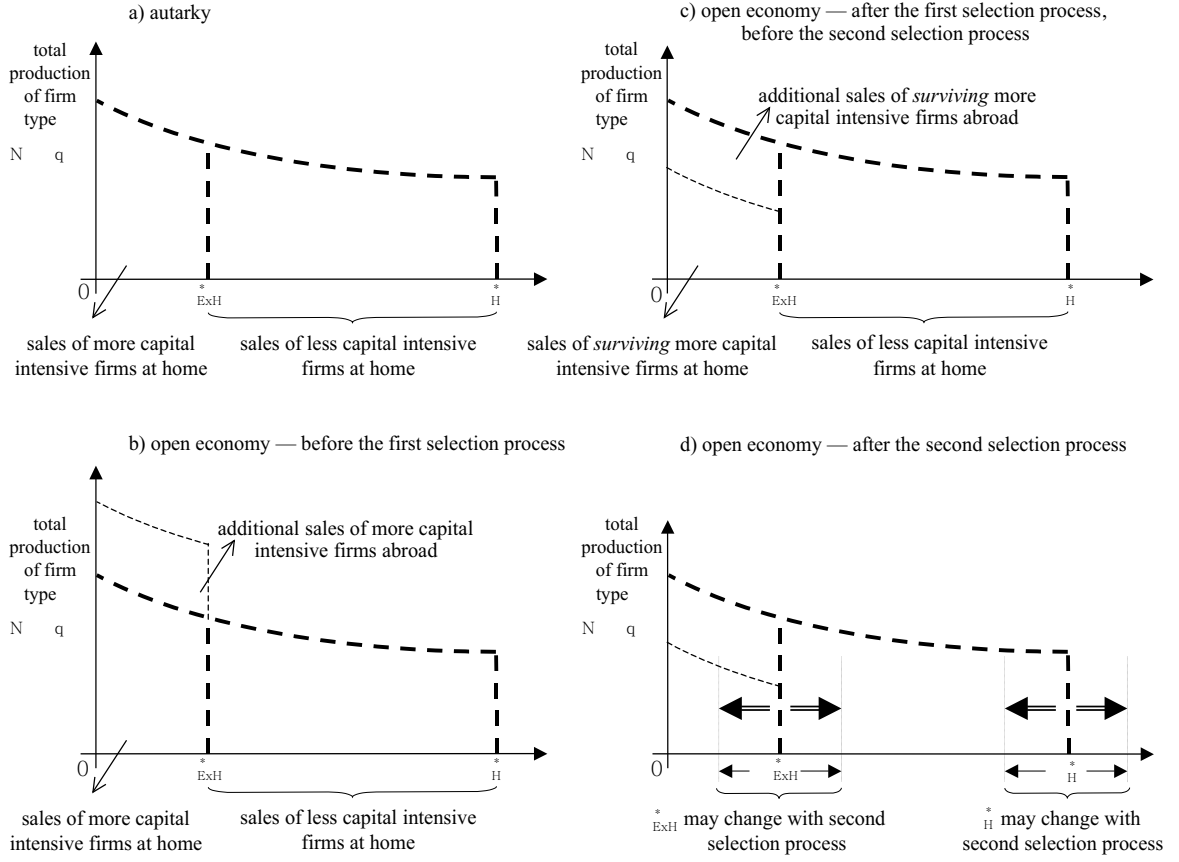 a) autarky
total
production
of firm
type
N q
0
*
ExH
*
H
sales of more capital
intensive firms at home
sales of less capital intensive
firms at home
c) open economy — after the first selection process,
before the second selection process
total
production
of firm
type
N q
additional sales of surviving more
capital intensive firms abroad
0
*
ExH
*
H
sales of surviving more capital
intensive firms at home
sales of less capital intensive
firms at home
b) open economy — before the first selection process
total
production
of firm
type
N q
additional sales of more capital
intensive firms abroad
0
*
ExH
*
H
sales of more capital
intensive firms at home
sales of less capital intensive
firms at home
d) open economy — after the second selection process
total
production
of firm
type
N q
0
*
ExH
*
H
*
ExH may change with second
selection process
*
H may change with
second selection process